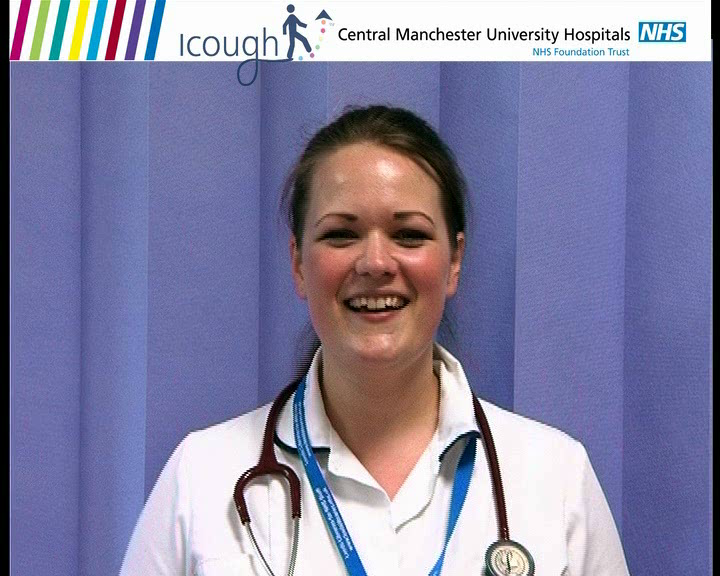 Icough
Central Manchester University Hospitals NHS
NHS Foundation Trust